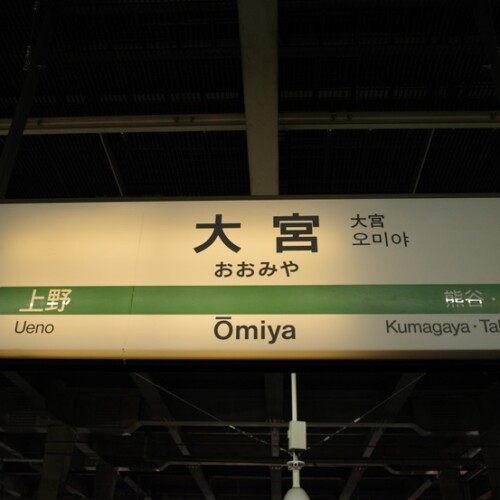 大宮
大宮
오미야
おおみや
上野
熊谷・
Ueno
Ōmiya
Kumagaya・